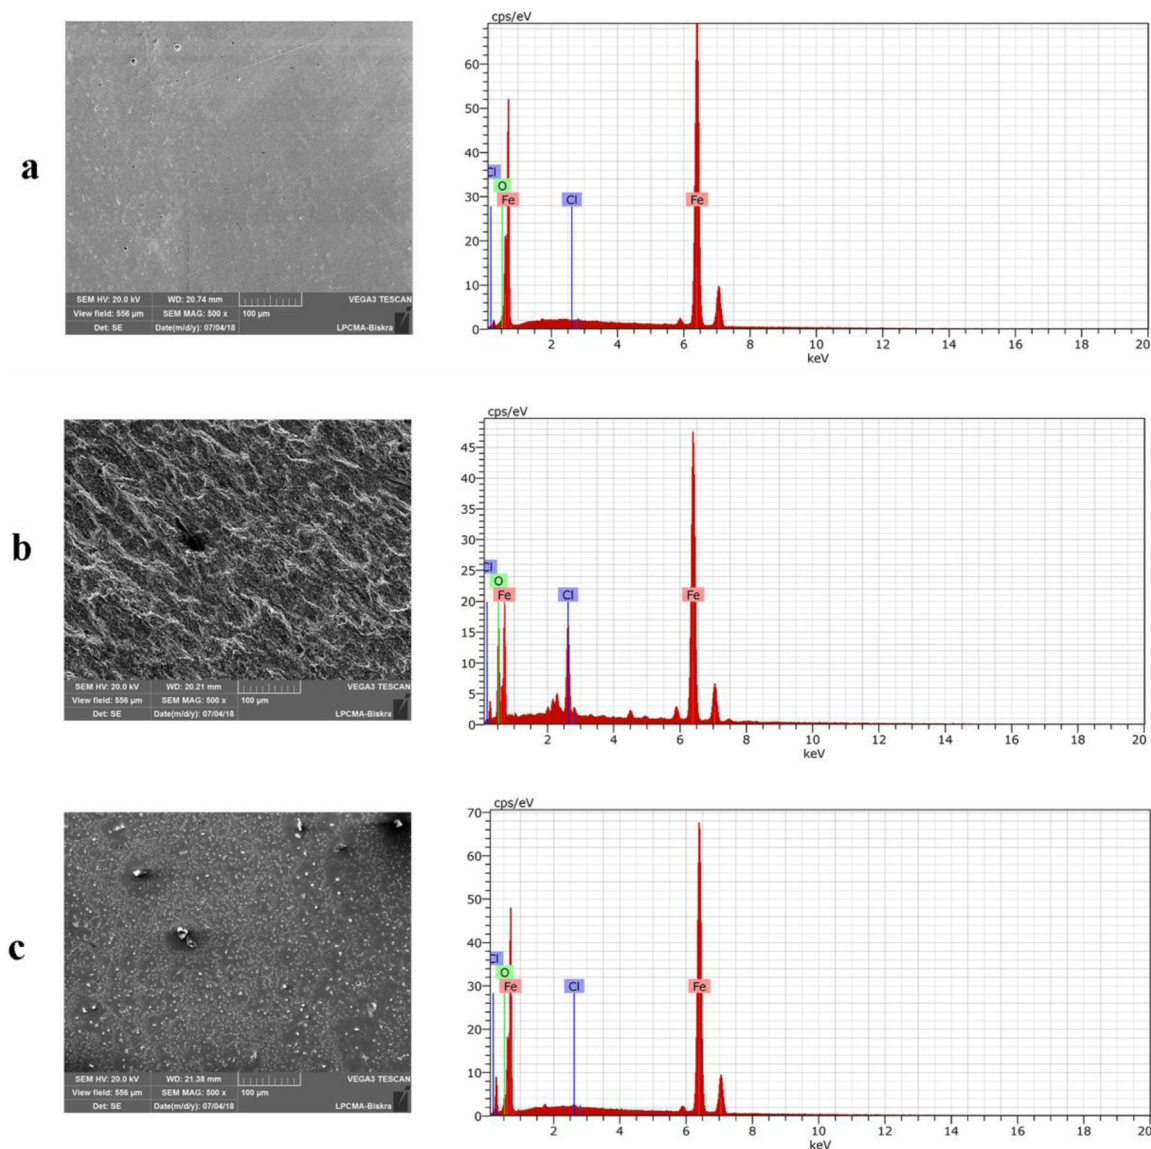 a
SEM HV: 20.0 kV WD: 20.74 mm VEGA3 TESCAN
View field: 556 µm SEM MAG: 500 x 100 µm
Det: SE Date(m/d/y): 07/04/18 LPCMA-Biskra
cps/eV
60
50
40
30
20
10
0
Cl
O
Fe
Cl
Fe
2 4 6 8 10 12 14 16 18 20
keV
b
SEM HV: 20.0 kV WD: 20.21 mm VEGA3 TESCAN
View field: 556 µm SEM MAG: 500 x 100 µm
Det: SE Date(m/d/y): 07/04/18 LPCMA-Biskra
cps/eV
45
40
35
30
25
20
15
10
5
0
Cl
O
Fe
Cl
Fe
2 4 6 8 10 12 14 16 18 20
keV
c
SEM HV: 20.0 kV WD: 21.38 mm VEGA3 TESCAN
View field: 556 µm SEM MAG: 500 x 100 µm
Det: SE Date(m/d/y): 07/04/18 LPCMA-Biskra
cps/eV
70
60
50
40
30
20
10
0
Cl
O
Fe
Cl
Fe
2 4 6 8 10 12 14 16 18 20
keV